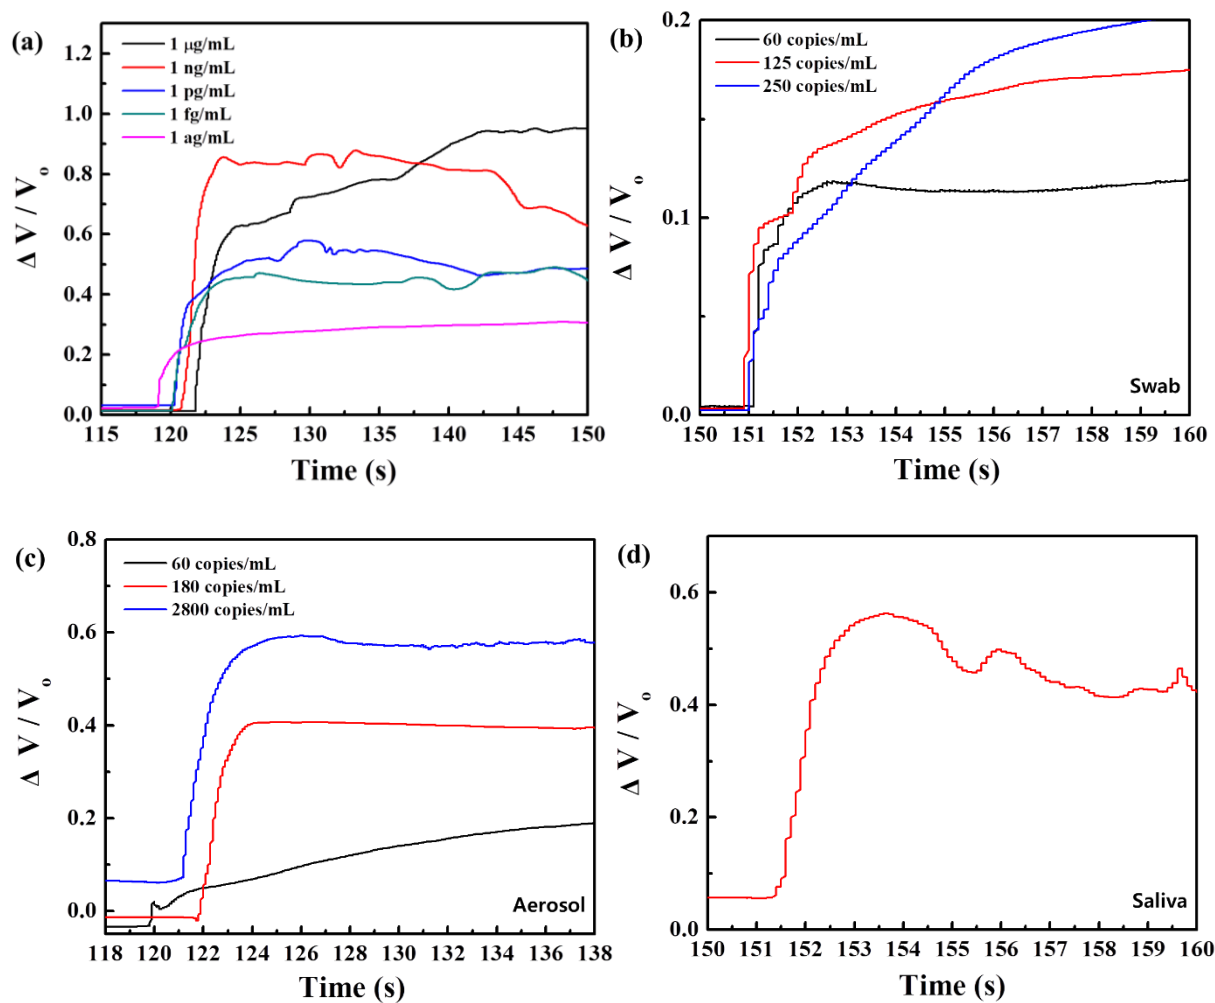 (a)
1 μg/mL
1 ng/mL
1 pg/mL
1 fg/mL
1 ag/mL
1.2
1.0
0.8
0.6
0.4
0.2
0.0
Δ V / Vo
115 120 125 130 135 140 145 150
Time (s)
(b)
60 copies/mL
125 copies/mL
250 copies/mL
0.2
0.1
0.0
Δ V / Vo
Swab
150 151 152 153 154 155 156 157 158 159 160
Time (s)
(c)
60 copies/mL
180 copies/mL
2800 copies/mL
0.8
0.6
0.4
0.2
0.0
Δ V / Vo
Aerosol
118 120 122 124 126 128 130 132 134 136 138
Time (s)
(d)
0.6
0.4
0.2
0.0
Δ V / Vo
Saliva
150 151 152 153 154 155 156 157 158 159 160
Time (s)